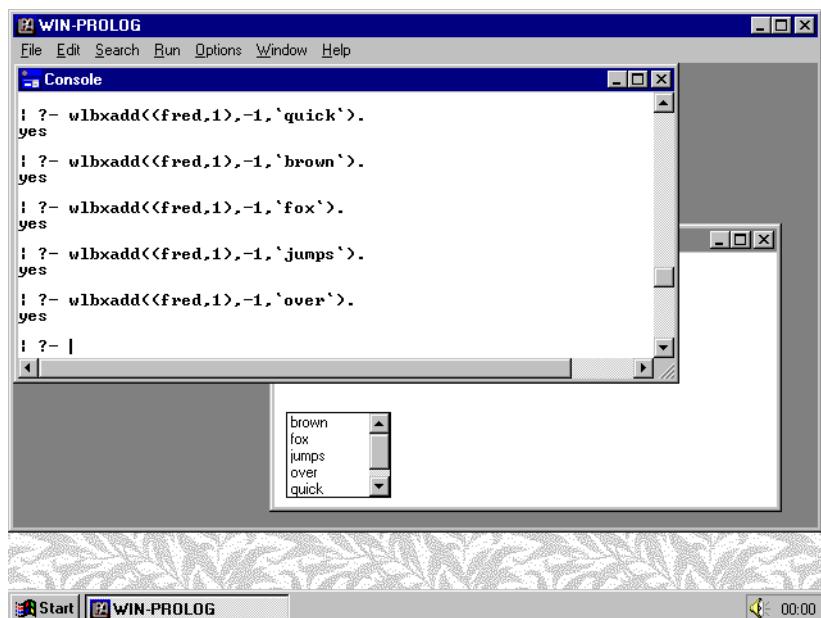 WIN-PROLOG
File Edit Search Run Options Window Help
Console
| ?- wlbxadd((fred,1),-1,`quick`).
yes
| ?- wlbxadd((fred,1),-1,`brown`).
yes
| ?- wlbxadd((fred,1),-1,`fox`).
yes
| ?- wlbxadd((fred,1),-1,`jumps`).
yes
| ?- wlbxadd((fred,1),-1,`over`).
yes
| ?- |
brown
fox
jumps
over
quick
Start WIN-PROLOG 00:00